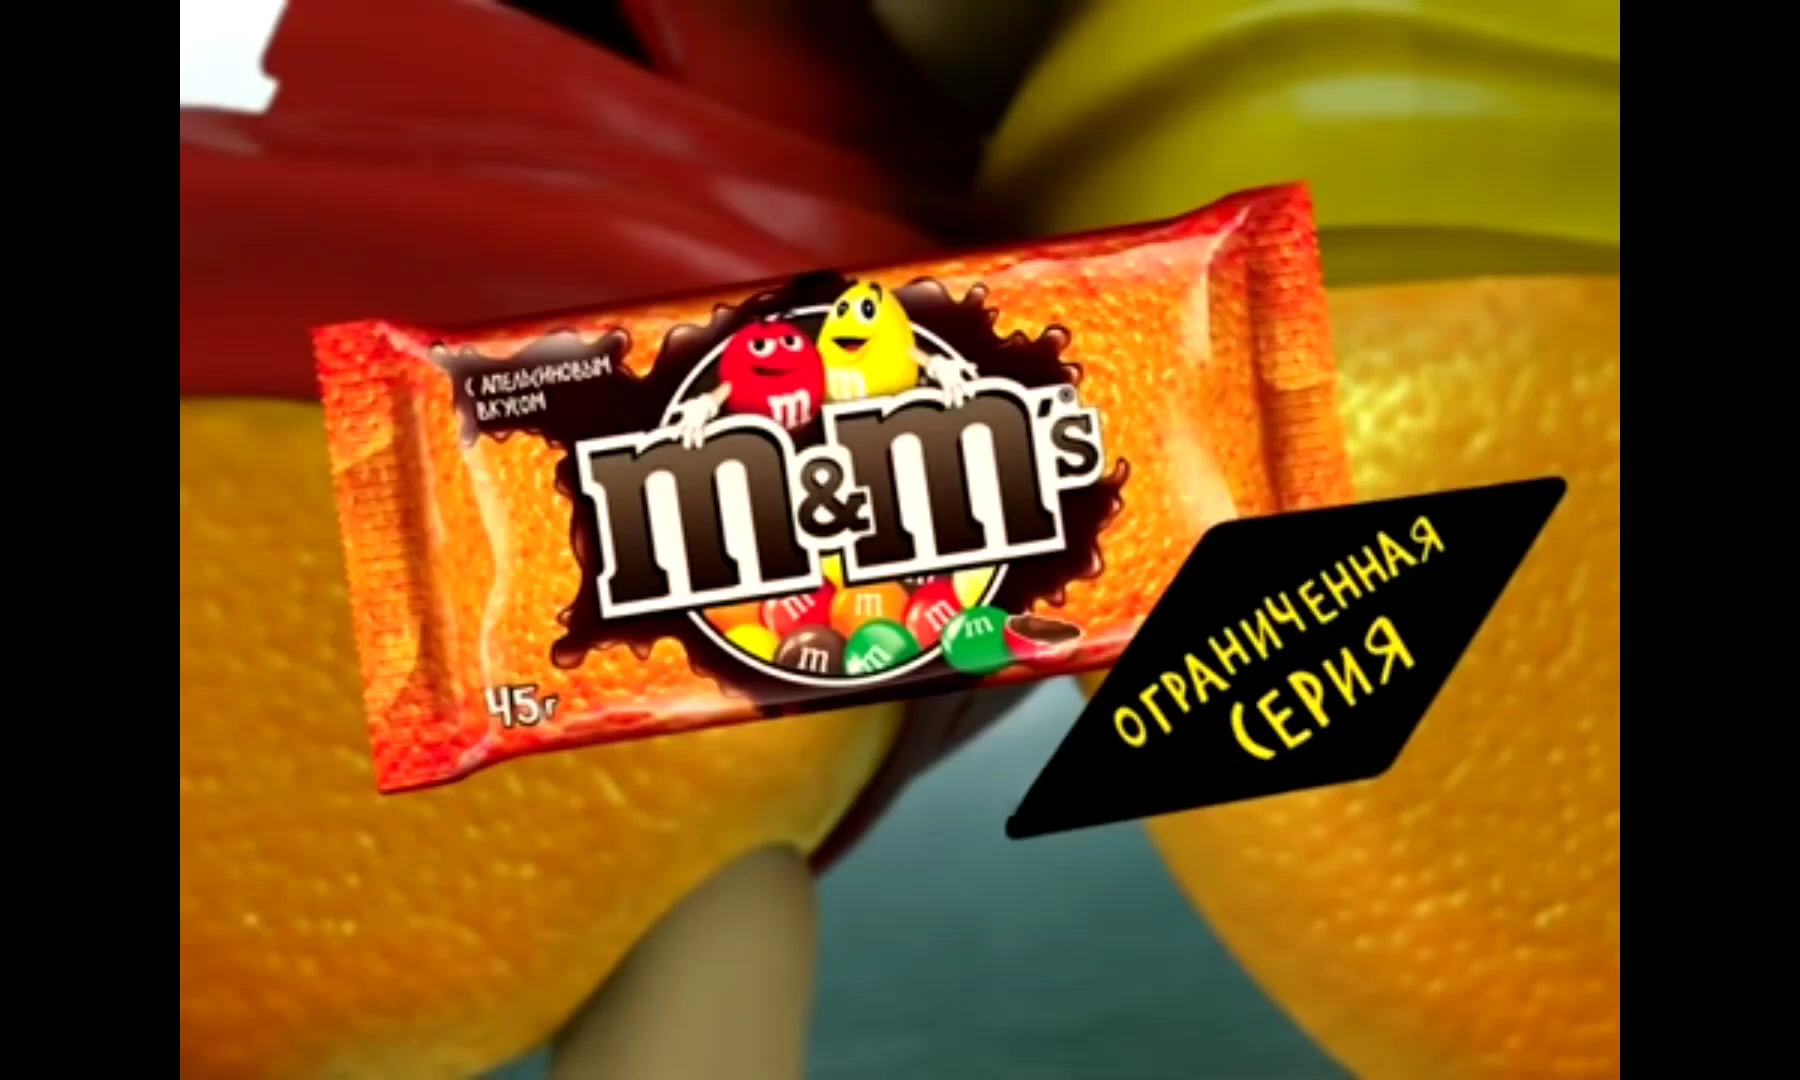 С АПЕЛЬСИНОВЫМ
ВКУСОМ
m&m's®
45г
ОГРАНИЧЕННАЯ
СЕРИЯ